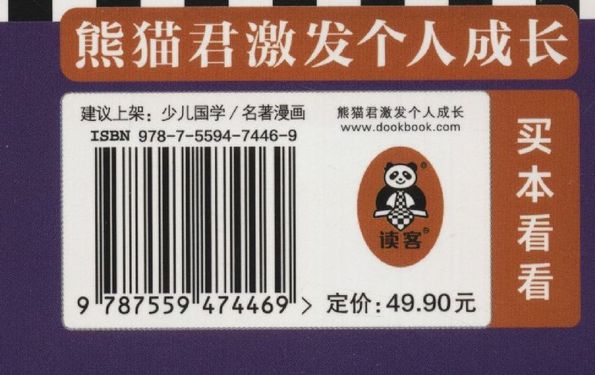 熊猫君激发个人成长
建议上架：少儿国学/名著漫画
ISBN 978-7-5594-7446-9
9 787559 474469 >
熊猫君激发个人成长
www.dookbook.com
读客®
定价：49.90元
买本看看